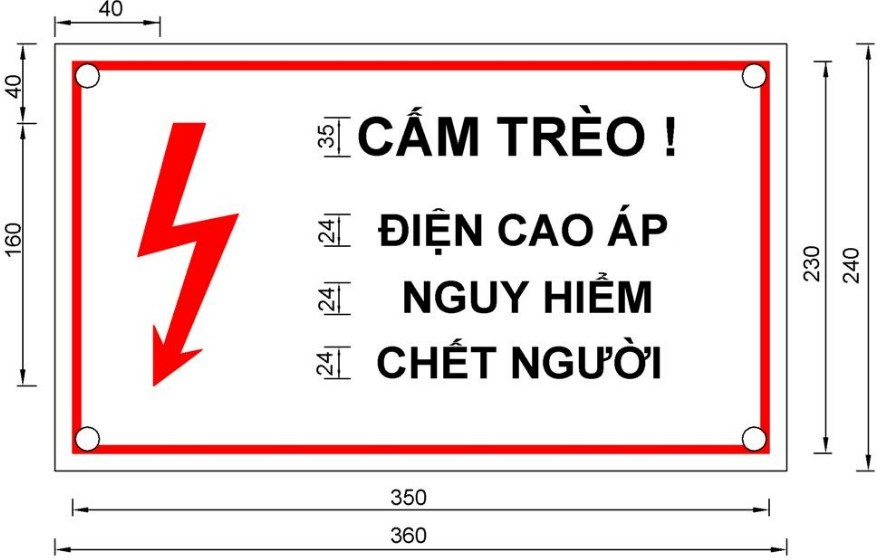 40
40
160
35
CẤM TRÈO !
24
ĐIỆN CAO ÁP
24
NGUY HIỂM
24
CHẾT NGƯỜI
230
240
350
360